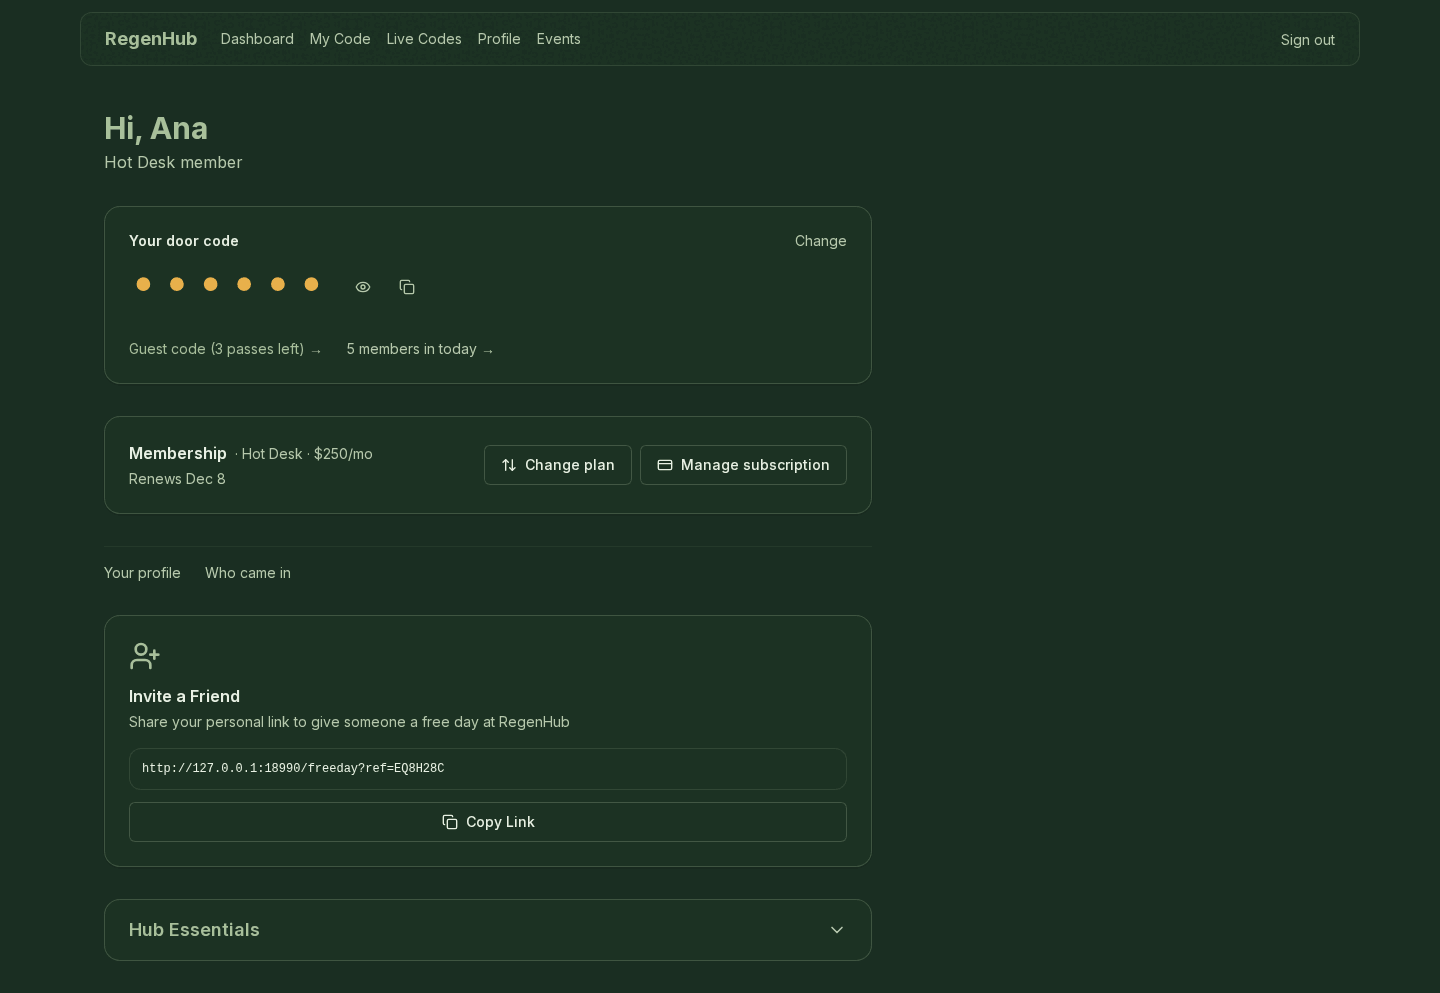 RegenHub Dashboard My Code Live Codes Profile Events Sign out
Hi, Ana
Hot Desk member
Your door code Change
Guest code (3 passes left) → 5 members in today →
Membership · Hot Desk · $250/mo
Renews Dec 8
Change plan Manage subscription
Your profile Who came in
Invite a Friend
Share your personal link to give someone a free day at RegenHub
http://127.0.0.1:18990/freeday?ref=EQ8H28C
Copy Link
Hub Essentials